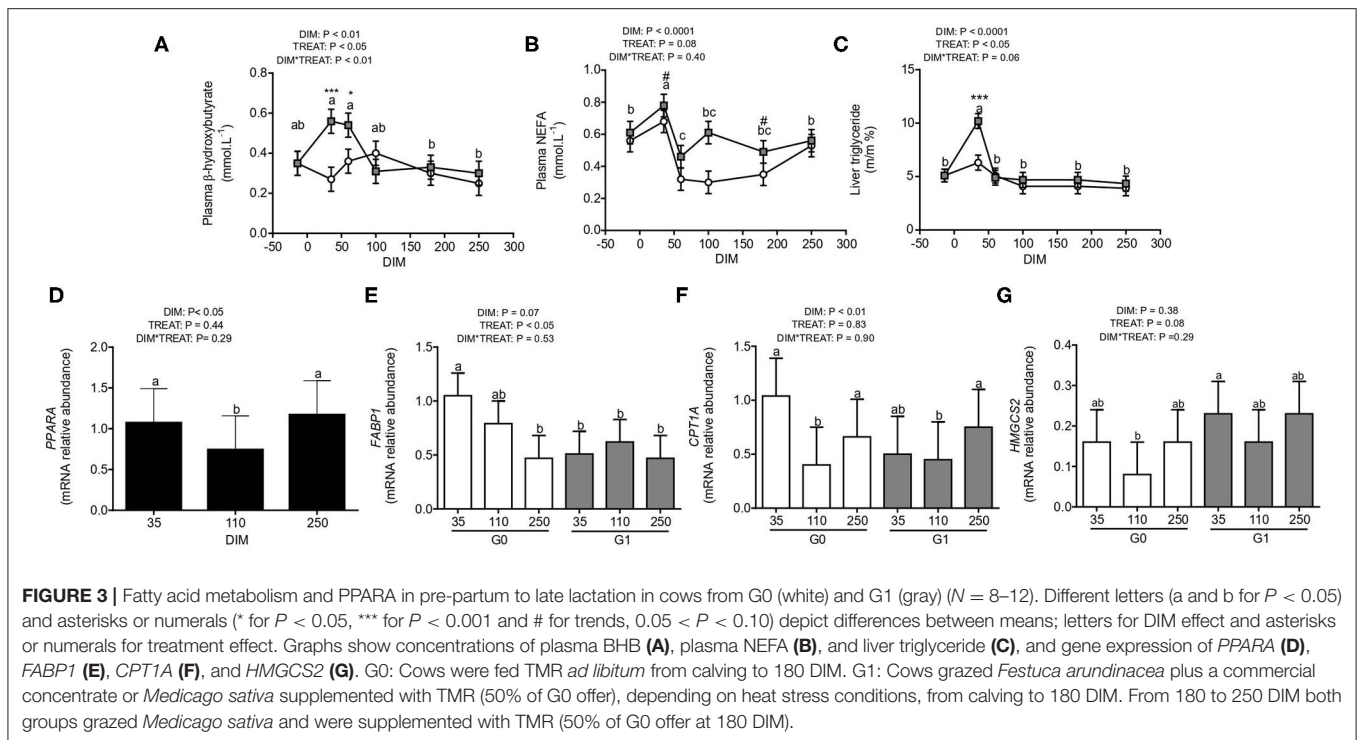 A
DIM: P < 0.01
TREAT: P < 0.05
DIM*TREAT: P < 0.01
Plasma β-hydroxybutyrate
(mmol.L⁻¹)
0.8
0.6
0.4
0.2
0.0
ab
***
a
*
a
ab
b
b
-50 0 50 100 150 200 250 300
DIM
B
DIM: P < 0.0001
TREAT: P = 0.08
DIM*TREAT: P = 0.40
Plasma NEFA
(mmol.L⁻¹)
1.0
0.8
0.6
0.4
0.2
0.0
b
#
a
c
bc
#
bc
b
-50 0 50 100 150 200 250 300
DIM
C
DIM: P < 0.0001
TREAT: P < 0.05
DIM*TREAT: P = 0.06
Liver triglyceride
(m/m %)
15
10
5
0
b
***
a
b
b
b
b
-50 0 50 100 150 200 250 300
DIM
D
DIM: P< 0.05
TREAT: P = 0.44
DIM*TREAT: P= 0.29
PPARA
(mRNA relative abundance)
2.0
1.5
1.0
0.5
0.0
a
b
a
35 110 250
DIM
E
DIM: P = 0.07
TREAT: P < 0.05
DIM*TREAT: P = 0.53
FABP1
(mRNA relative abundance)
1.5
1.0
0.5
0.0
a
ab
b
b
b
b
35 110 250 35 110 250
G0 G1
F
DIM: P < 0.01
TREAT: P = 0.83
DIM*TREAT: P = 0.90
CPT1A
(mRNA relative abundance)
1.5
1.0
0.5
0.0
a
b
a
ab
b
a
35 110 250 35 110 250
G0 G1
G
DIM: P = 0.38
TREAT: P = 0.08
DIM*TREAT: P =0.29
HMGCS2
(mRNA relative abundance)
0.4
0.3
0.2
0.1
0.0
ab
b
ab
a
ab
ab
35 110 250 35 110 250
G0 G1
FIGURE 3 | Fatty acid metabolism and PPARA in pre-partum to late lactation in cows from G0 (white) and G1 (gray) (N = 8–12). Different letters (a and b for P < 0.05)
and asterisks or numerals (* for P < 0.05, *** for P < 0.001 and # for trends, 0.05 < P < 0.10) depict differences between means; letters for DIM effect and asterisks
or numerals for treatment effect. Graphs show concentrations of plasma BHB (A), plasma NEFA (B), and liver triglyceride (C), and gene expression of PPARA (D),
FABP1 (E), CPT1A (F), and HMGCS2 (G). G0: Cows were fed TMR ad libitum from calving to 180 DIM. G1: Cows grazed Festuca arundinacea plus a commercial
concentrate or Medicago sativa supplemented with TMR (50% of G0 offer), depending on heat stress conditions, from calving to 180 DIM. From 180 to 250 DIM both
groups grazed Medicago sativa and were supplemented with TMR (50% of G0 offer at 180 DIM).